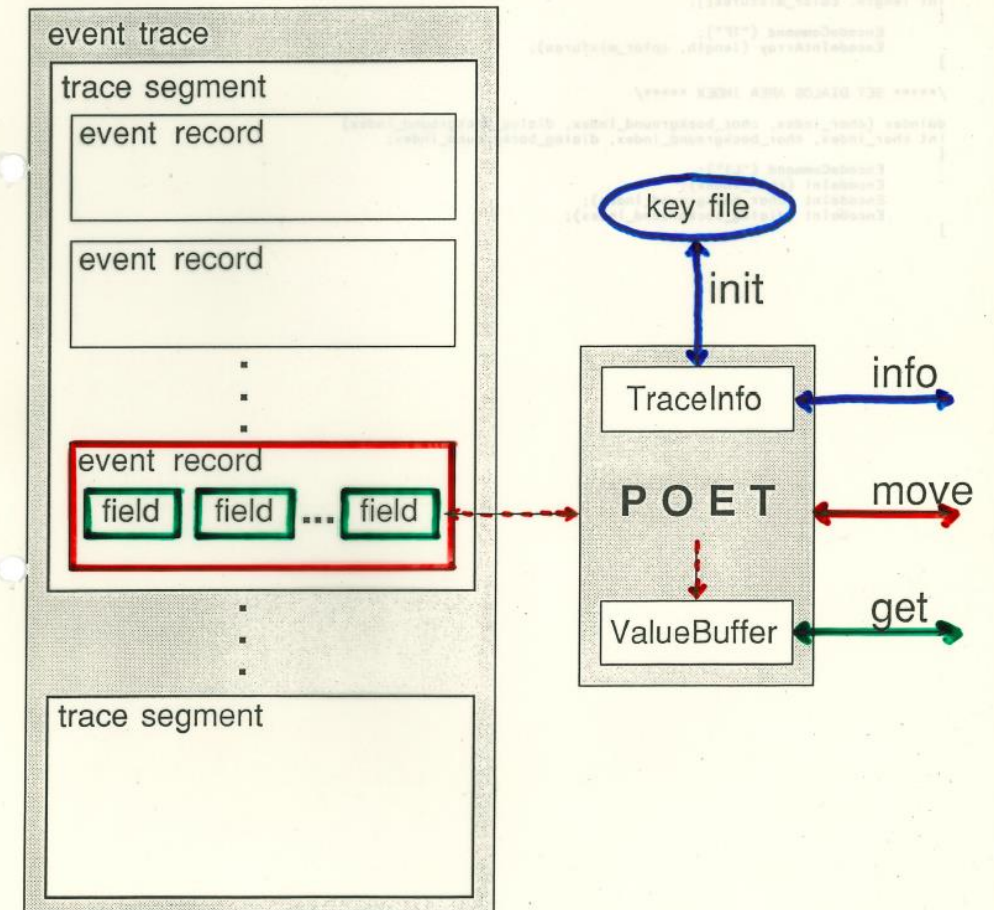 event trace
trace segment
event record
event record
event record
field field ... field
trace segment
key file
init
TraceInfo
info
P O E T
move
ValueBuffer
get